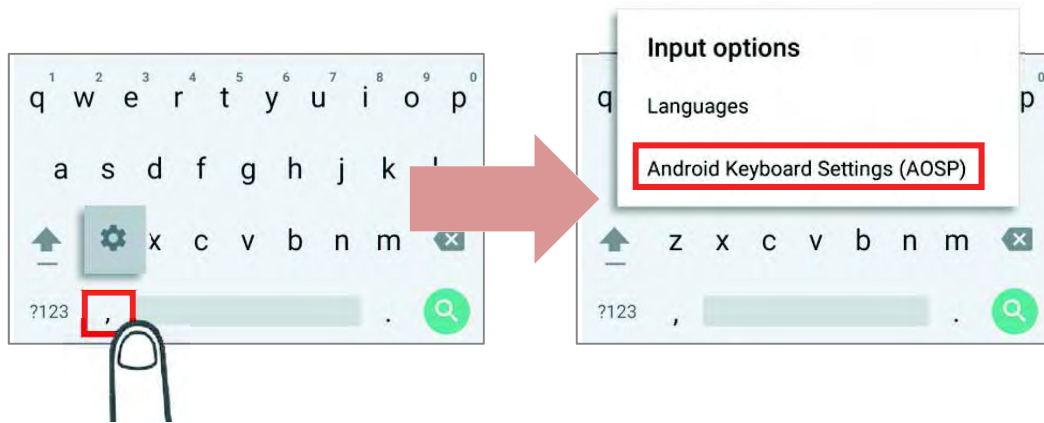 1 2 3 4 5 6 7 8 9 0
q w e r t y u i o p
a s d f g h j k
x c v b n m
?123 , .
Input options
Languages
Android Keyboard Settings (AOSP)
0
q p
z x c v b n m
?123 , .